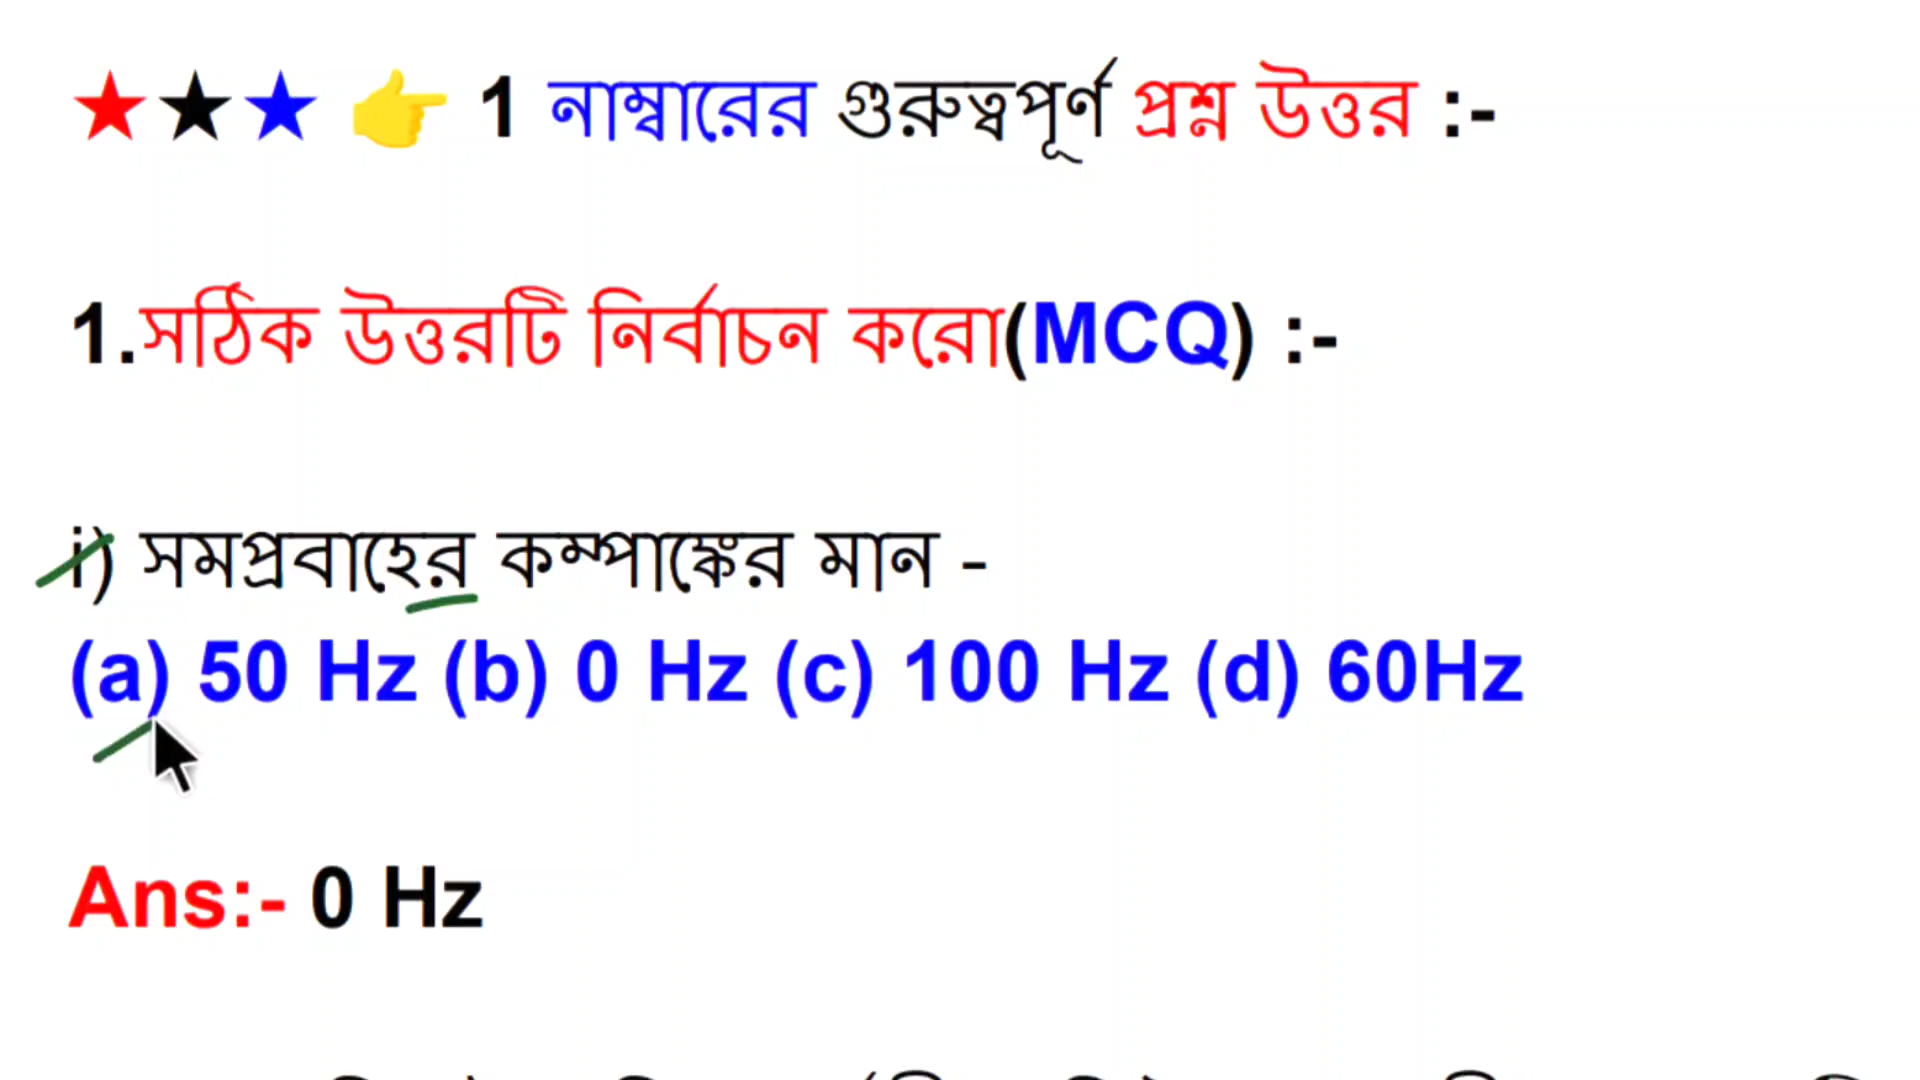 ★★★ 👉 1 নাম্বারের গুরুত্বপূর্ণ প্রশ্ন উত্তর :-
1.সঠিক উত্তরটি নির্বাচন করো(MCQ) :-
i) সমপ্রবাহের কম্পাঙ্কের মান -
(a) 50 Hz (b) 0 Hz (c) 100 Hz (d) 60Hz
Ans:- 0 Hz